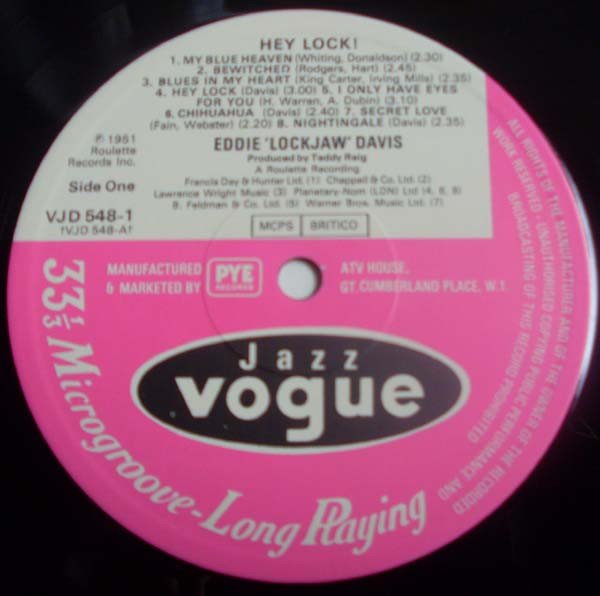 HEY LOCK!
1. MY BLUE HEAVEN (Whiting, Donaldson) (2.30)
2. BEWITCHED (Rodgers, Hart) (2.45)
3. BLUES IN MY HEART (King Carter, Irving Mills) (2.35)
4. HEY LOCK (Davis) (3.00) 5. I ONLY HAVE EYES
FOR YOU (H. Warren, A. Dubin) (3.10)
6. CHIHUAHUA (Davis) (2.40) 7. SECRET LOVE
(Fain, Webster) (2.20) 8. NIGHTINGALE (Davis) (2.35)
EDDIE 'LOCKJAW' DAVIS
Produced by Teddy Reig
A Roulette Recording
Francis Day & Hunter Ltd. (1) Chappell & Co. Ltd. (2)
Lawrence Wright Music (3) Planetary-Nom (LDN) Ltd (4, 6, 8)
B. Feldman & Co. Ltd. (5) Warner Bros. Music Ltd. (7)
℗ 1951
Roulette
Records Inc.
Side One
VJD 548-1
(VJD 548-A)
MCPS BRITICO
MANUFACTURED
& MARKETED BY
PYE
RECORDS
ATV HOUSE,
GT. CUMBERLAND PLACE, W.1.
Jazz
vogue
33⅓ Microgroove-Long Playing
ALL RIGHTS OF THE MANUFACTURER AND OF THE OWNER OF THE RECORDED
WORK RESERVED - UNAUTHORISED COPYING PUBLIC PERFORMANCE AND
BROADCASTING OF THIS RECORD PROHIBITED